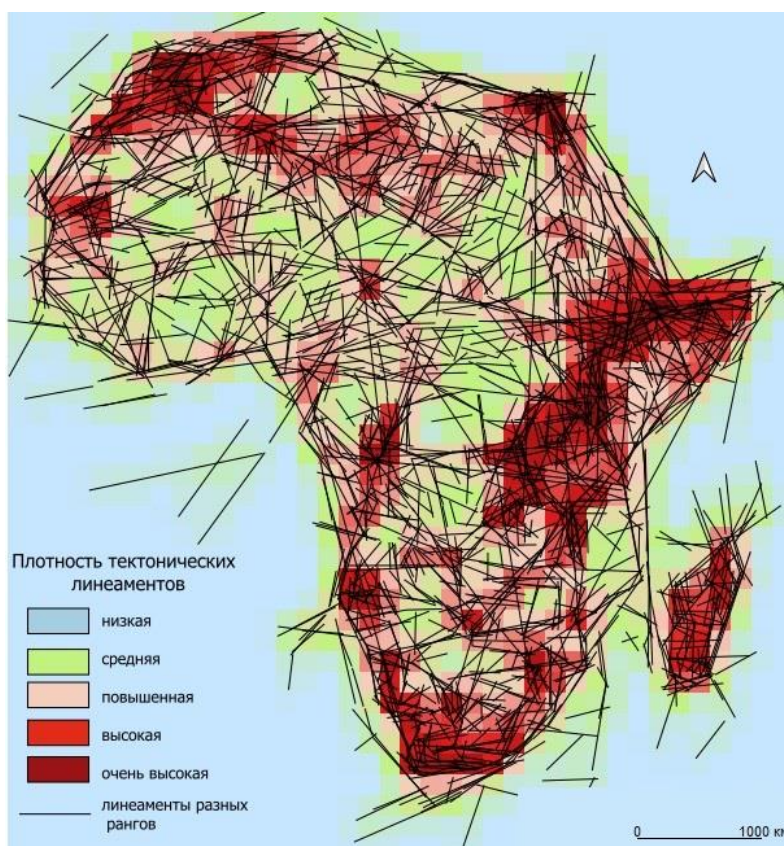 Плотность тектонических
линеаментов
низкая
средняя
повышенная
высокая
очень высокая
линеаменты разных
рангов
0 1000 км